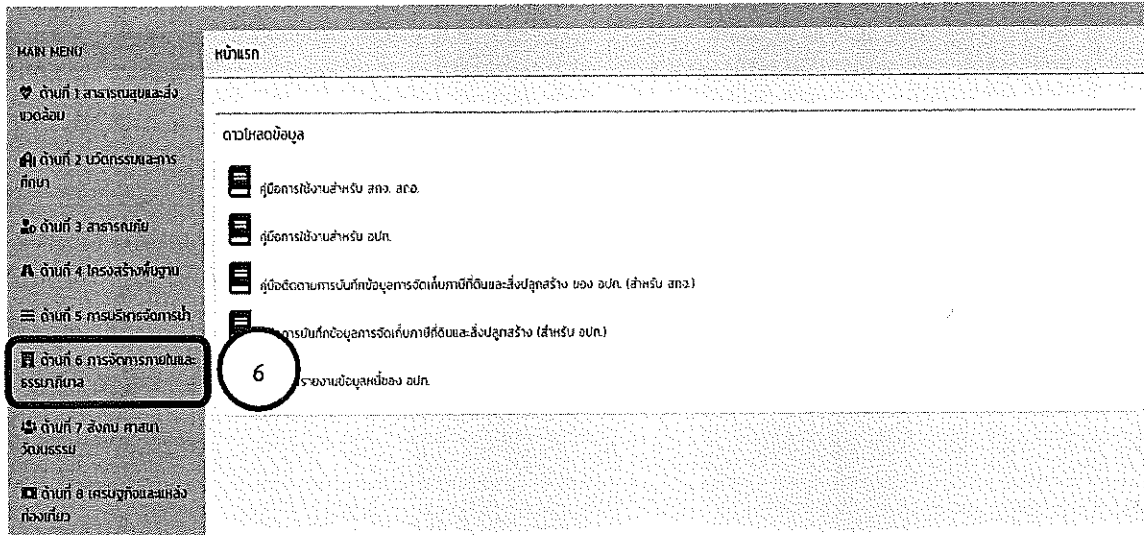 MAIN MENU
ด้านที่ 1 สาธารณสุขและสิ่ง
แวดล้อม
ด้านที่ 2 นวัตกรรมและการ
ศึกษา
ด้านที่ 3 สาธารณภัย
ด้านที่ 4 โครงสร้างพื้นฐาน
ด้านที่ 5 การบริหารจัดการน้ำ
ด้านที่ 6 การจัดการภายในและ
ธรรมาภิบาล
ด้านที่ 7 สังคม ศาสนา
วัฒนธรรม
ด้านที่ 8 เศรษฐกิจและแหล่ง
ท่องเที่ยว
หน้าแรก
ดาวโหลดข้อมูล
คู่มือการใช้งานสำหรับ สถจ. สถอ.
คู่มือการใช้งานสำหรับ อปท.
คู่มือติดตามการบันทึกข้อมูลการจัดเก็บภาษีที่ดินและสิ่งปลูกสร้าง ของ อปท. (สำหรับ สถจ.)
การบันทึกข้อมูลการจัดเก็บภาษีที่ดินและสิ่งปลูกสร้าง (สำหรับ อปท.)
6
รายงานข้อมูลหนี้ของ อปท.